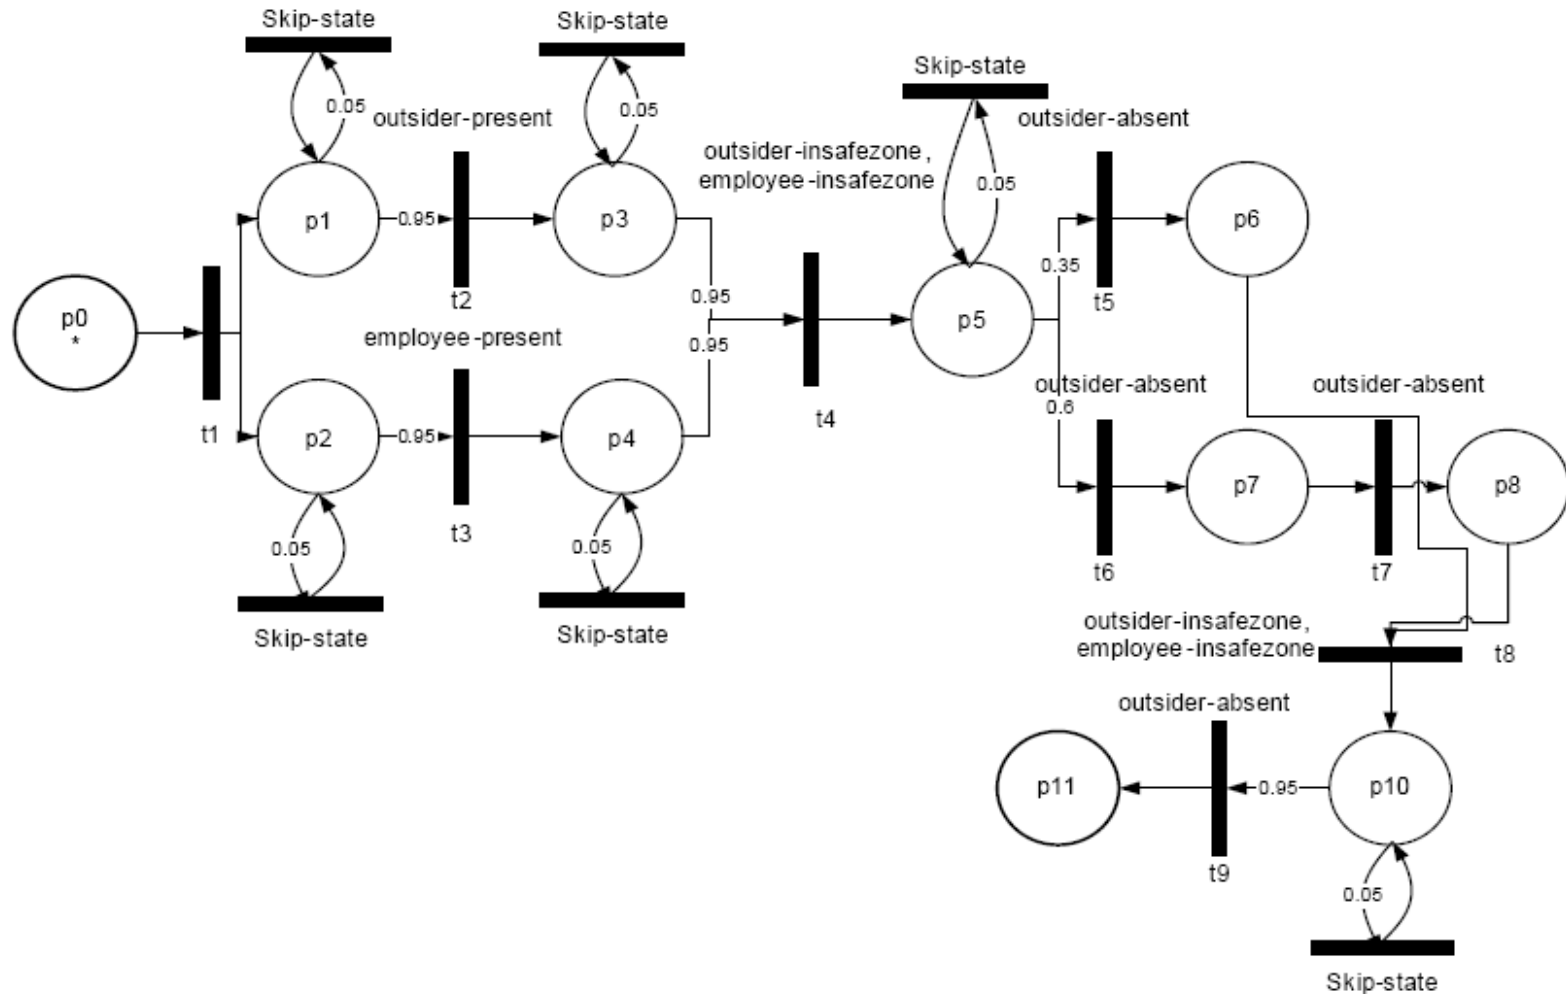 Skip-state
Skip-state
0.05
0.05
Skip-state
outsider-present
outsider-absent
outsider-insafezone,
employee-insafezone
0.05
p1
0.95
p3
p6
0.35
t2
t5
0.95
p0
*
employee-present
p5
0.95
outsider-absent
outsider-absent
0.6
t1
t4
p2
0.95
p4
p7
p8
t3
0.05
0.05
t6
t7
Skip-state
Skip-state
outsider-insafezone,
employee-insafezone
t8
outsider-absent
p11
0.95
p10
t9
0.05
Skip-state